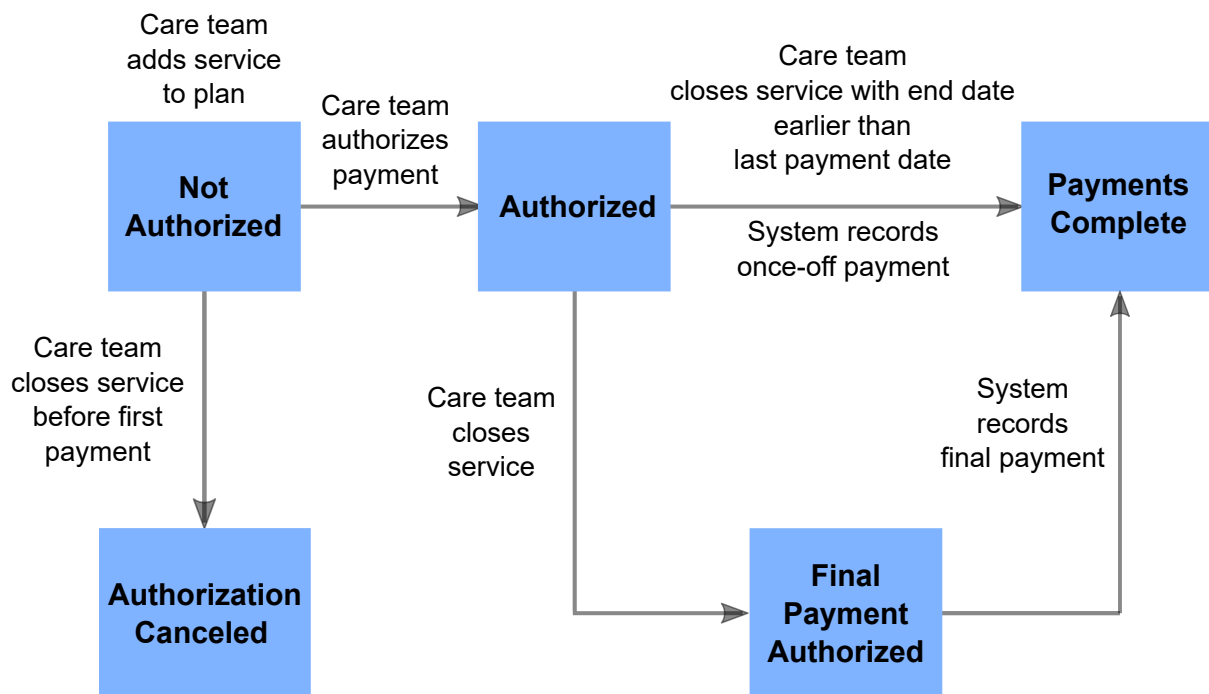 Care team
adds service
to plan
Care team
authorizes
payment
Care team
closes service with end date
earlier than
last payment date
Not
Authorized
Authorized
Payments
Complete
System records
once-off payment
Care team
closes service
before first
payment
Care team
closes
service
System
records
final payment
Authorization
Canceled
Final
Payment
Authorized